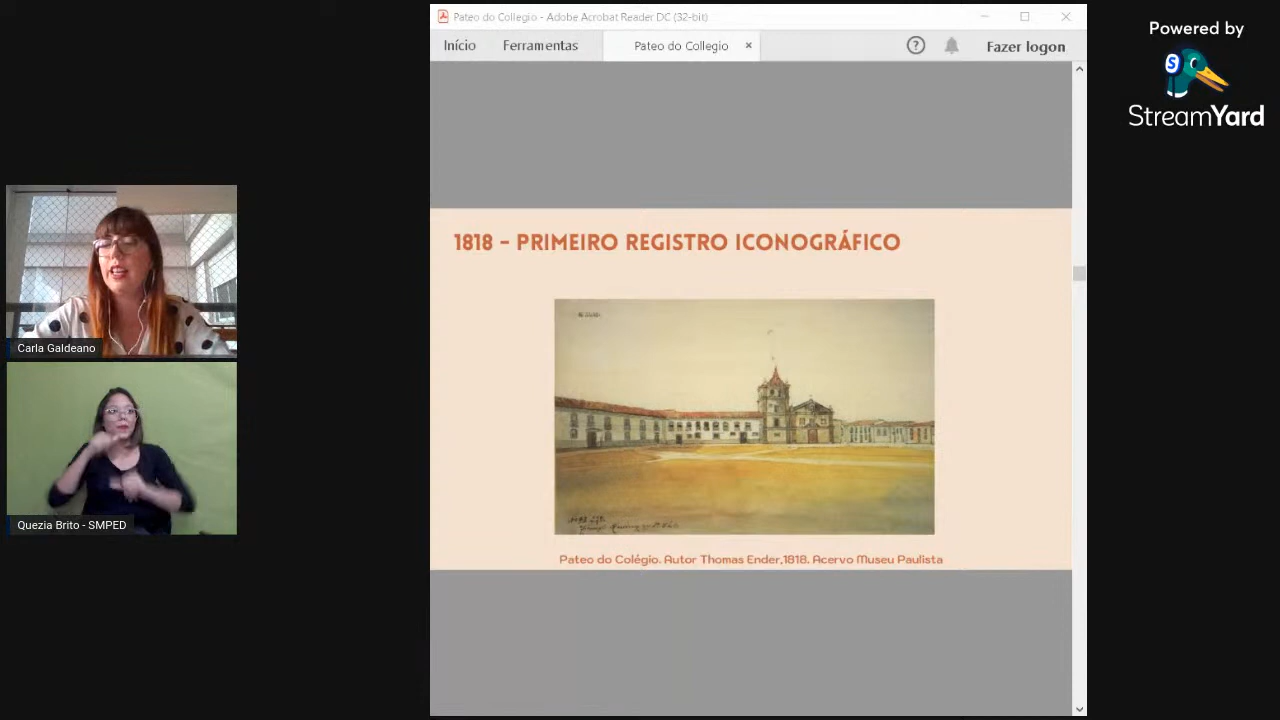 Pateo do Collegio - Adobe Acrobat Reader DC (32-bit)
Início Ferramentas Pateo do Collegio × Fazer logon
Powered by
StreamYard
1818 - PRIMEIRO REGISTRO ICONOGRÁFICO
Pateo do Colégio. Autor Thomas Ender,1818. Acervo Museu Paulista
Carla Galdeano
Quezia Brito - SMPED